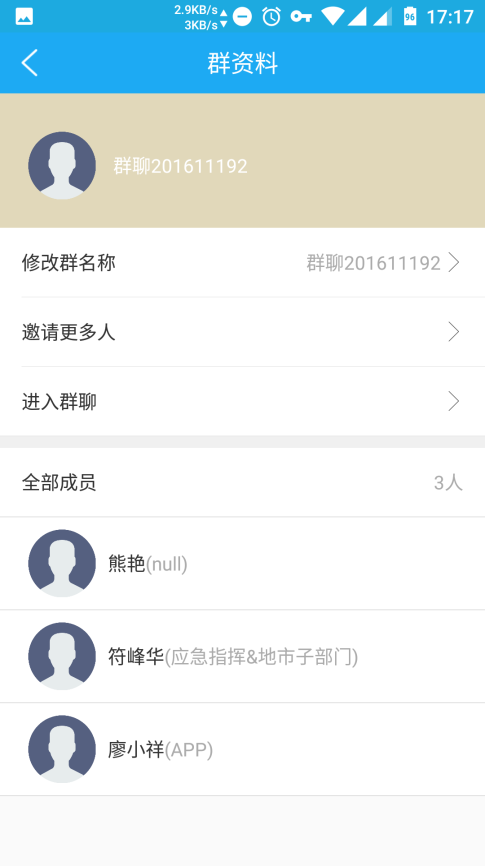 2.9KB/s
3KB/s
96
17:17
群资料
群聊201611192
修改群名称
群聊201611192
邀请更多人
进入群聊
全部成员
3人
熊艳(null)
符峰华(应急指挥&地市子部门)
廖小祥(APP)